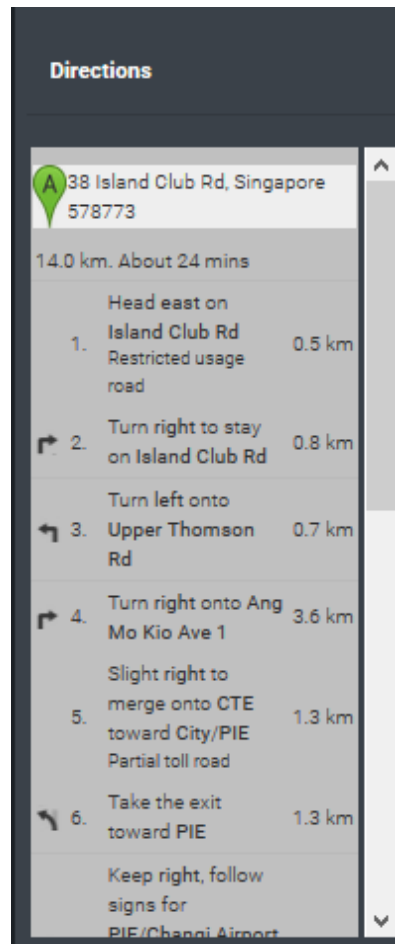 Directions
A
38 Island Club Rd, Singapore
578773
14.0 km. About 24 mins
1.
Head east on
Island Club Rd
Restricted usage
road
0.5 km
2.
Turn right to stay
on Island Club Rd
0.8 km
3.
Turn left onto
Upper Thomson
Rd
0.7 km
4.
Turn right onto Ang
Mo Kio Ave 1
3.6 km
5.
Slight right to
merge onto CTE
toward City/PIE
Partial toll road
1.3 km
6.
Take the exit
toward PIE
1.3 km
Keep right, follow
signs for
PIE/Changi Airport